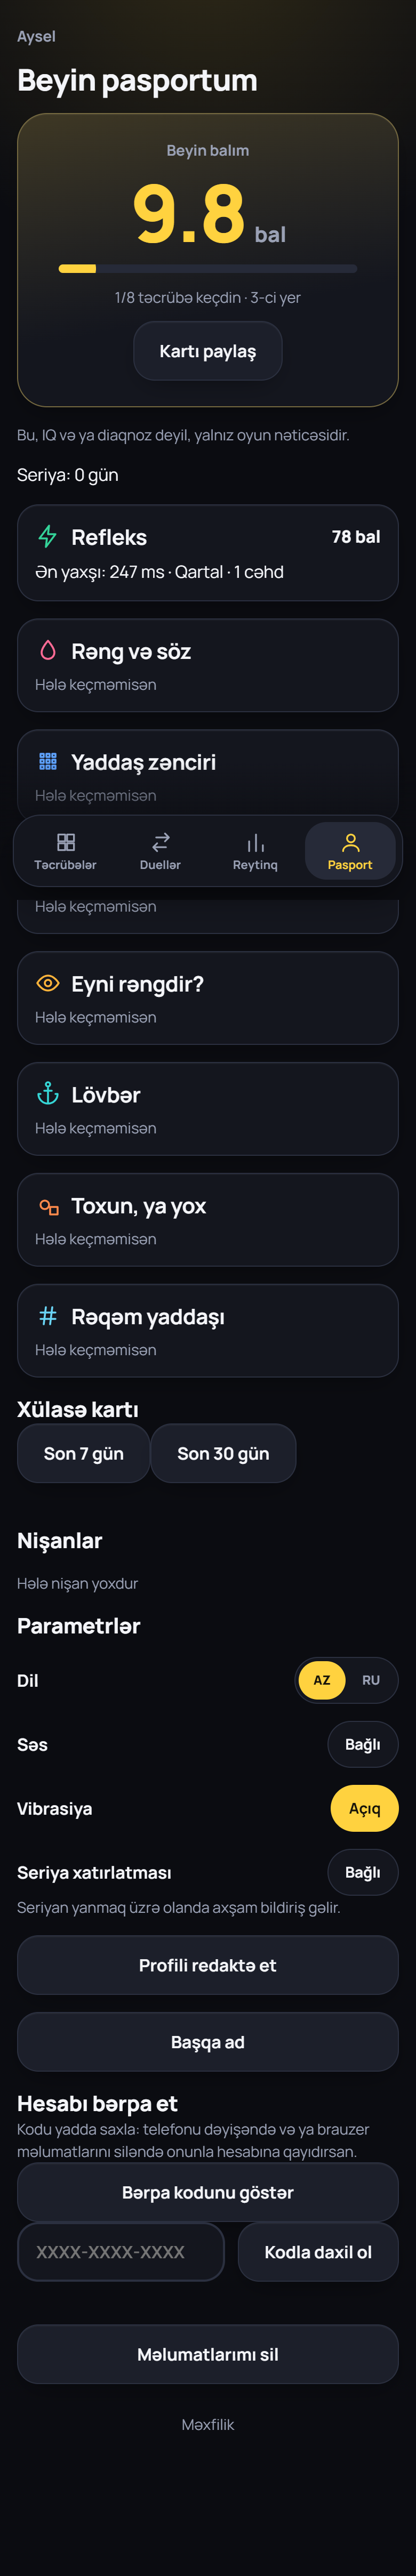 Aysel
Beyin pasportum
Beyin balım
9.8 bal
1/8 təcrübə keçdin · 3-ci yer
Kartı paylaş
Bu, IQ və ya diaqnoz deyil, yalnız oyun nəticəsidir.
Seriya: 0 gün
Refleks 78 bal
Ən yaxşı: 247 ms · Qartal · 1 cəhd
Rəng və söz
Hələ keçməmisən
Yaddaş zənciri
Hələ keçməmisən
Təcrübələr Duellər Reytinq Pasport
Hələ keçməmisən
Eyni rəngdir?
Hələ keçməmisən
Lövbər
Hələ keçməmisən
Toxun, ya yox
Hələ keçməmisən
Rəqəm yaddaşı
Hələ keçməmisən
Xülasə kartı
Son 7 gün Son 30 gün
Nişanlar
Hələ nişan yoxdur
Parametrlər
Dil AZ RU
Səs Bağlı
Vibrasiya Açıq
Seriya xatırlatması Bağlı
Seriyan yanmaq üzrə olanda axşam bildiriş gəlir.
Profili redaktə et
Başqa ad
Hesabı bərpa et
Kodu yadda saxla: telefonu dəyişəndə və ya brauzer
məlumatlarını siləndə onunla hesabına qayıdırsan.
Bərpa kodunu göstər
XXXX-XXXX-XXXX Kodla daxil ol
Məlumatlarımı sil
Məxfilik